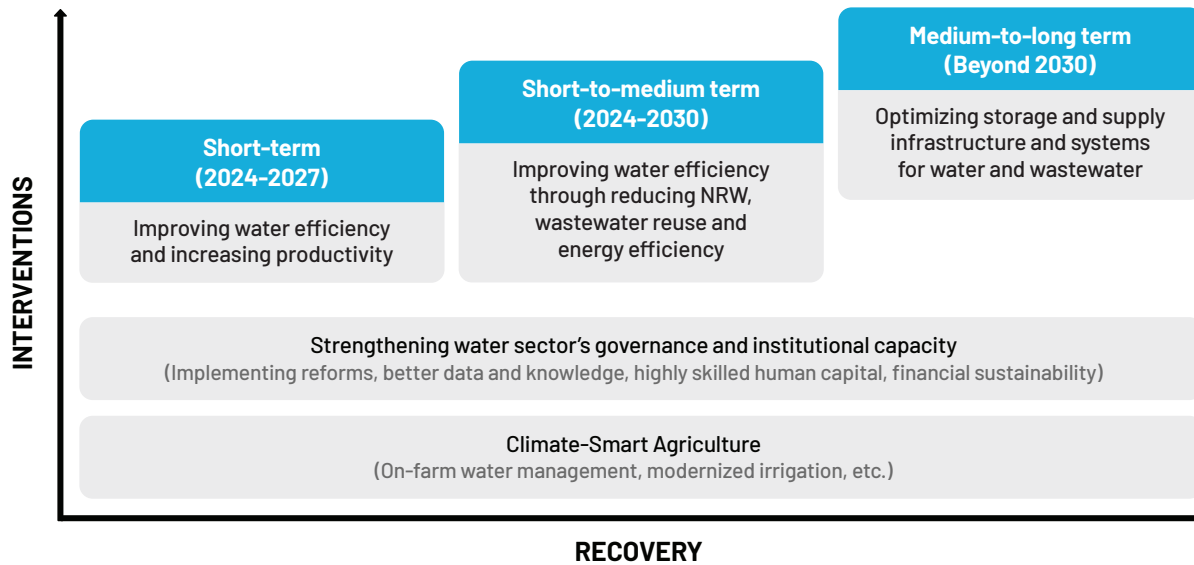 INTERVENTIONS
Short-term
(2024-2027)
Improving water efficiency
and increasing productivity
Short-to-medium term
(2024-2030)
Improving water efficiency
through reducing NRW,
wastewater reuse and
energy efficiency
Medium-to-long term
(Beyond 2030)
Optimizing storage and supply
infrastructure and systems
for water and wastewater
Strengthening water sector’s governance and institutional capacity
(Implementing reforms, better data and knowledge, highly skilled human capital, financial sustainability)
Climate-Smart Agriculture
(On-farm water management, modernized irrigation, etc.)
RECOVERY